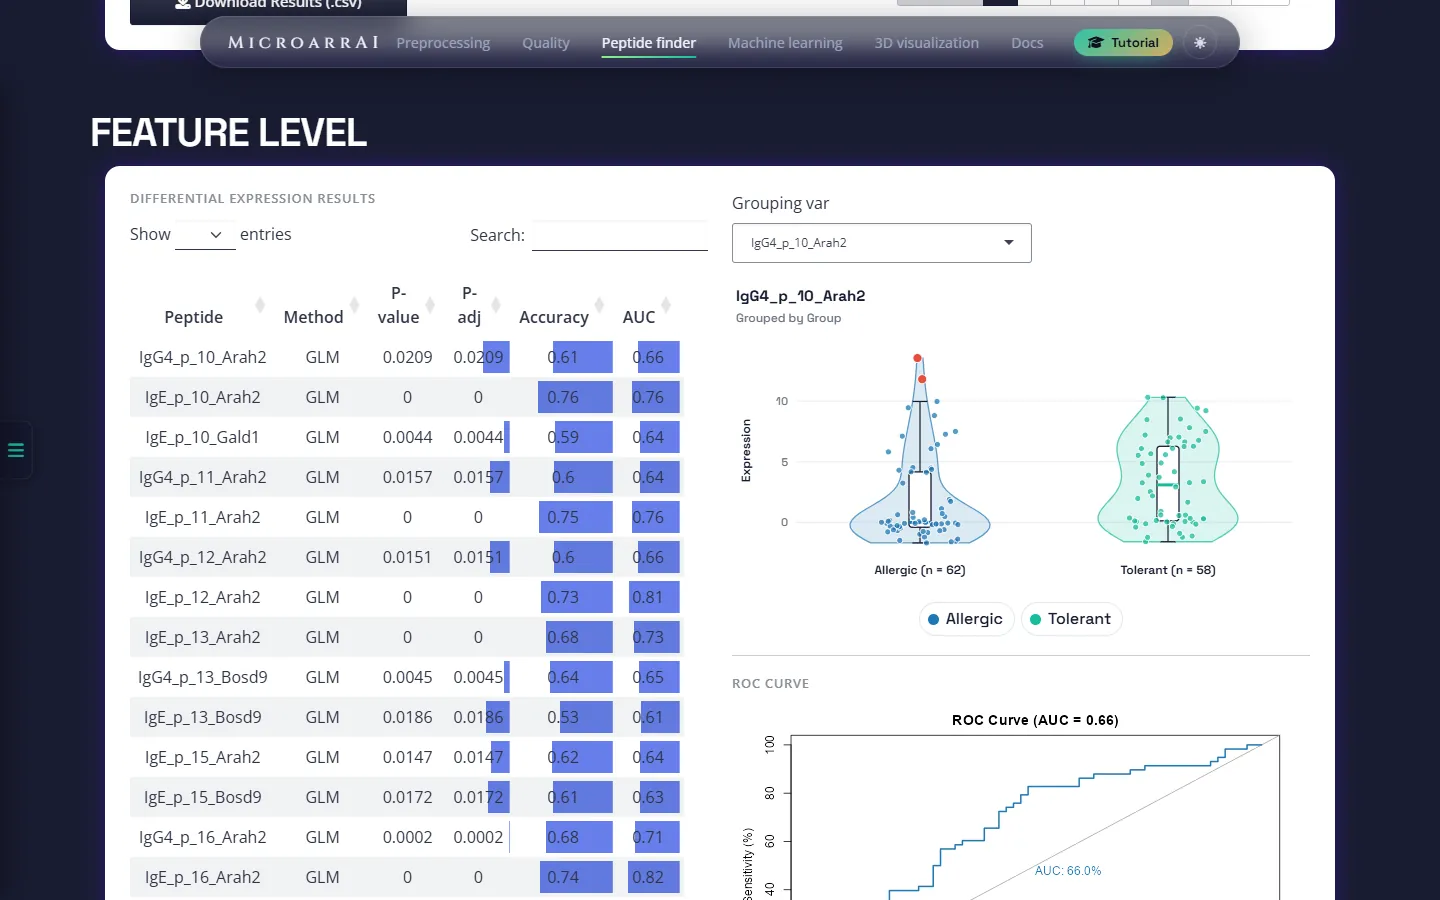 Download Results (.csv)
MICROARRAI Preprocessing Quality Peptide finder Machine learning 3D visualization Docs Tutorial
FEATURE LEVEL
DIFFERENTIAL EXPRESSION RESULTS
Show entries Search:
Peptide Method P-value P-adj Accuracy AUC
IgG4_p_10_Arah2 GLM 0.0209 0.0209 0.61 0.66
IgE_p_10_Arah2 GLM 0 0 0.76 0.76
IgE_p_10_Gald1 GLM 0.0044 0.0044 0.59 0.64
IgG4_p_11_Arah2 GLM 0.0157 0.0157 0.6 0.64
IgE_p_11_Arah2 GLM 0 0 0.75 0.76
IgG4_p_12_Arah2 GLM 0.0151 0.0151 0.6 0.66
IgE_p_12_Arah2 GLM 0 0 0.73 0.81
IgE_p_13_Arah2 GLM 0 0 0.68 0.73
IgG4_p_13_Bosd9 GLM 0.0045 0.0045 0.64 0.65
IgE_p_13_Bosd9 GLM 0.0186 0.0186 0.53 0.61
IgE_p_15_Arah2 GLM 0.0147 0.0147 0.62 0.64
IgE_p_15_Bosd9 GLM 0.0172 0.0172 0.61 0.63
IgG4_p_16_Arah2 GLM 0.0002 0.0002 0.68 0.71
IgE_p_16_Arah2 GLM 0 0 0.74 0.82
Grouping var
IgG4_p_10_Arah2
IgG4_p_10_Arah2
Grouped by Group
Expression
10
5
0
Allergic (n = 62) Tolerant (n = 58)
Allergic Tolerant
ROC CURVE
ROC Curve (AUC = 0.66)
Sensitivity (%)
100
80
60
40
AUC: 66.0%